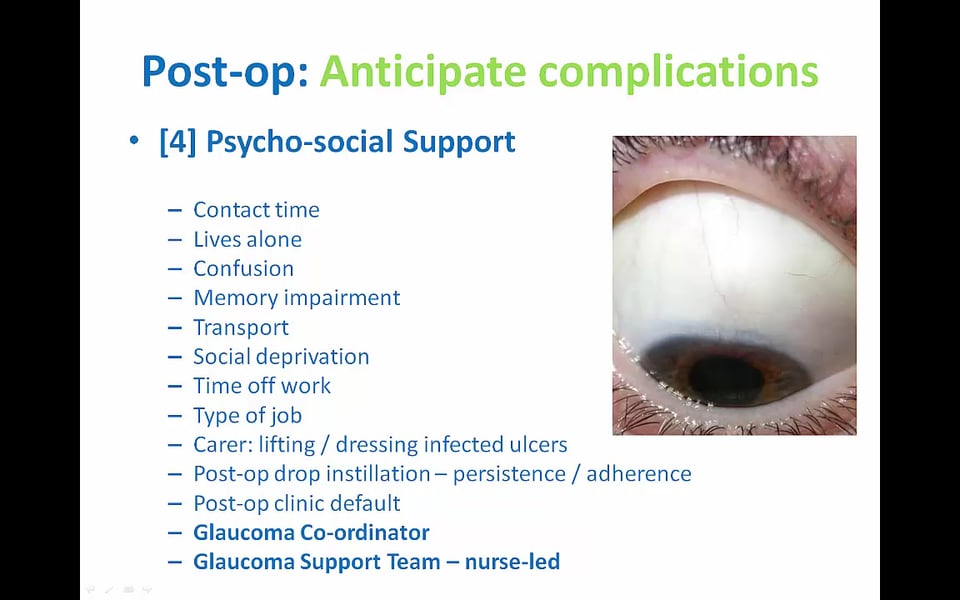 Post-op: Anticipate complications
• [4] Psycho-social Support
– Contact time
– Lives alone
– Confusion
– Memory impairment
– Transport
– Social deprivation
– Time off work
– Type of job
– Carer: lifting / dressing infected ulcers
– Post-op drop instillation – persistence / adherence
– Post-op clinic default
– Glaucoma Co-ordinator
– Glaucoma Support Team – nurse-led